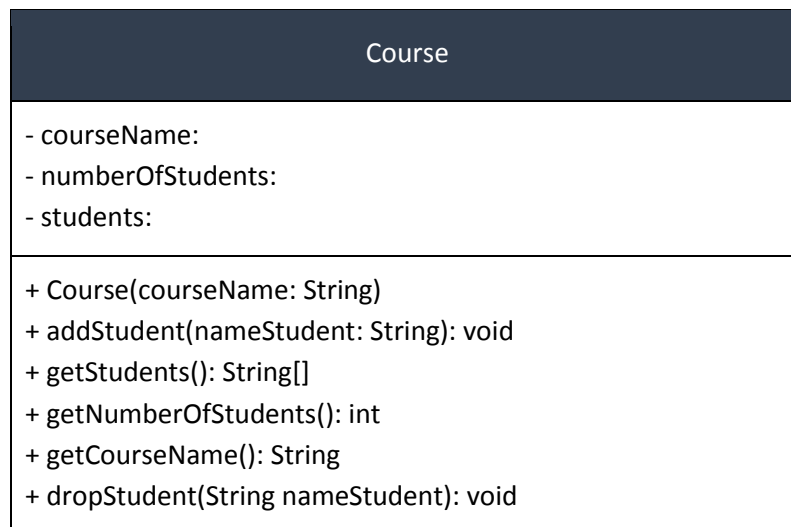 Course
- courseName:
- numberOfStudents:
- students:
+ Course(courseName: String)
+ addStudent(nameStudent: String): void
+ getStudents(): String[]
+ getNumberOfStudents(): int
+ getCourseName(): String
+ dropStudent(String nameStudent): void